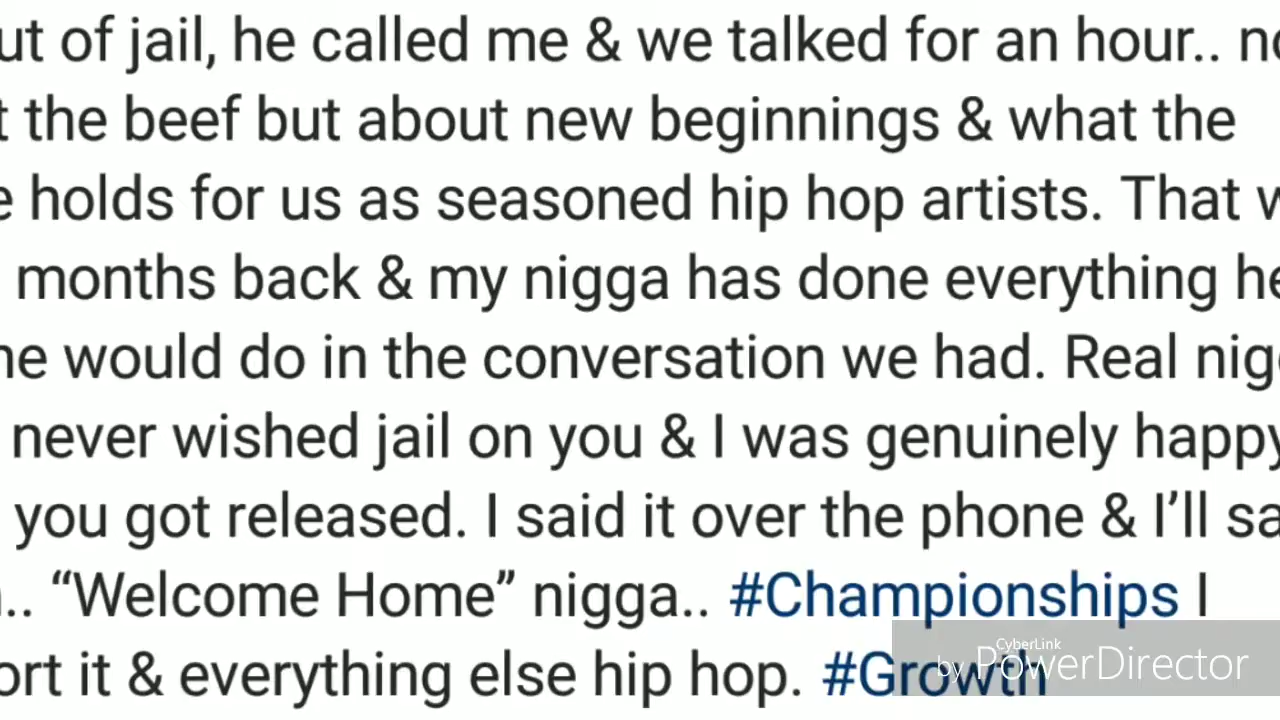 ut of jail, he called me & we talked for an hour.. no
t the beef but about new beginnings & what the
e holds for us as seasoned hip hop artists. That w
months back & my nigga has done everything he
he would do in the conversation we had. Real nigg
never wished jail on you & I was genuinely happy
you got released. I said it over the phone & I’ll sa
.. “Welcome Home” nigga.. #Championships I
ort it & everything else hip hop. #Growth
CyberLink
by PowerDirector